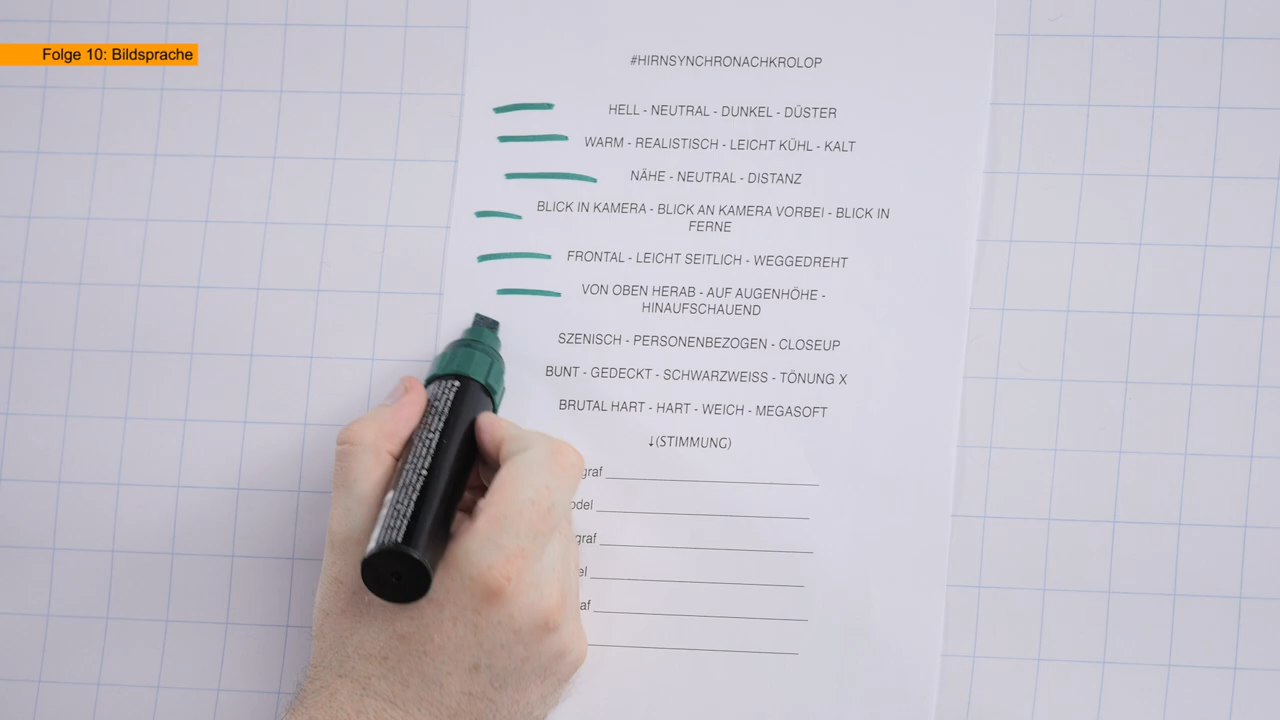 Folge 10: Bildsprache
#HIRNSYNCHRONACHKROLOP
HELL - NEUTRAL - DUNKEL - DÜSTER
WARM - REALISTISCH - LEICHT KÜHL - KALT
NÄHE - NEUTRAL - DISTANZ
BLICK IN KAMERA - BLICK AN KAMERA VORBEI - BLICK IN
FERNE
FRONTAL - LEICHT SEITLICH - WEGGEDREHT
VON OBEN HERAB - AUF AUGENHÖHE -
HINAUFSCHAUEND
SZENISCH - PERSONENBEZOGEN - CLOSEUP
BUNT - GEDECKT - SCHWARZWEISS - TÖNUNG X
BRUTAL HART - HART - WEICH - MEGASOFT
↓(STIMMUNG)